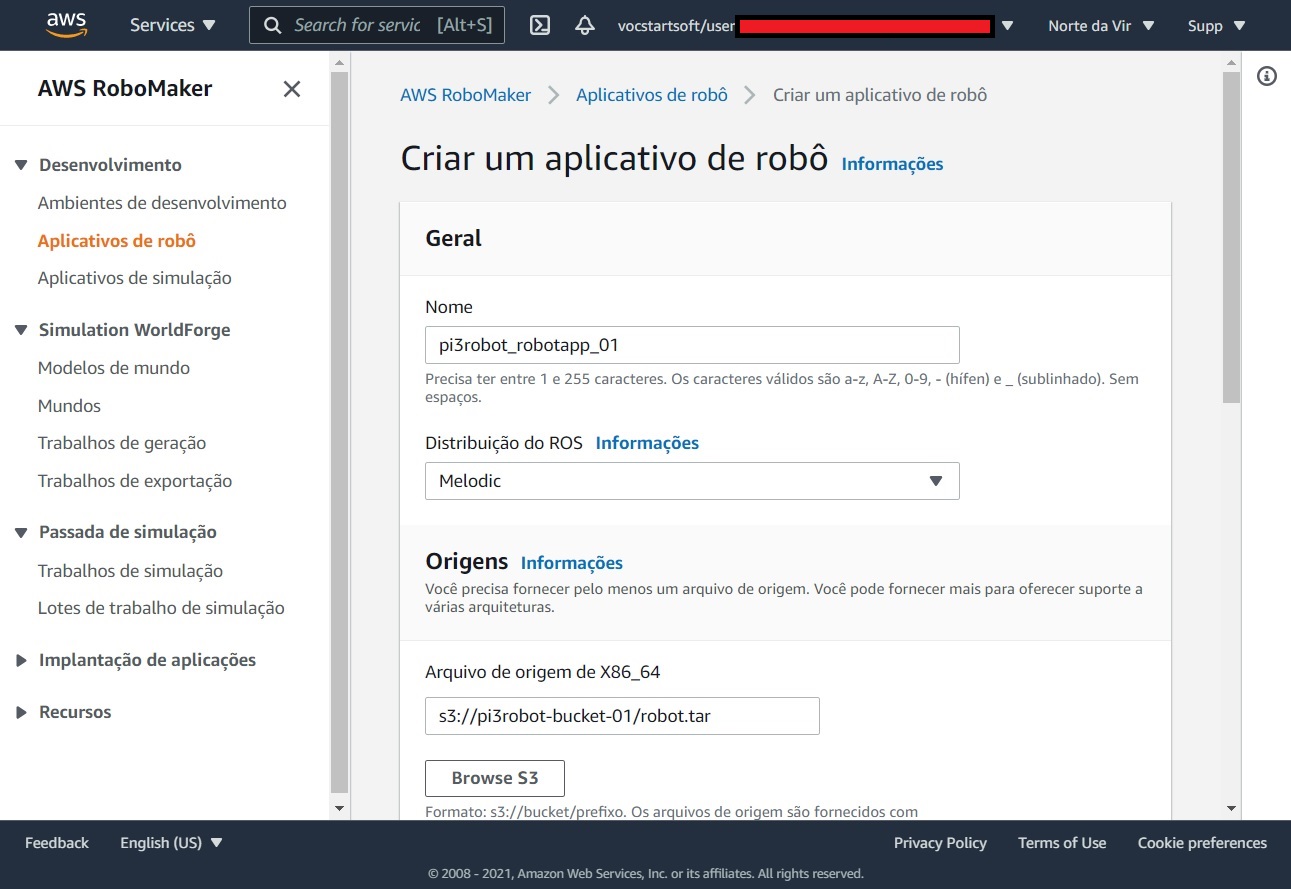 aws
Services
Search for servic [Alt+S]
vocstartsoft/user
Norte da Vir
Supp
AWS RoboMaker
Desenvolvimento
Ambientes de desenvolvimento
Aplicativos de robô
Aplicativos de simulação
Simulation WorldForge
Modelos de mundo
Mundos
Trabalhos de geração
Trabalhos de exportação
Passada de simulação
Trabalhos de simulação
Lotes de trabalho de simulação
Implantação de aplicações
Recursos
AWS RoboMaker
Aplicativos de robô
Criar um aplicativo de robô
Criar um aplicativo de robô Informações
Geral
Nome
pi3robot_robotapp_01
Precisa ter entre 1 e 255 caracteres. Os caracteres válidos são a-z, A-Z, 0-9, - (hífen) e _ (sublinhado). Sem
espaços.
Distribuição do ROS Informações
Melodic
Origens Informações
Você precisa fornecer pelo menos um arquivo de origem. Você pode fornecer mais para oferecer suporte a
várias arquiteturas.
Arquivo de origem de X86_64
s3://pi3robot-bucket-01/robot.tar
Browse S3
Formato: s3://bucket/prefixo. Os arquivos de origem são fornecidos com
Feedback
English (US)
Privacy Policy
Terms of Use
Cookie preferences
© 2008 - 2021, Amazon Web Services, Inc. or its affiliates. All rights reserved.